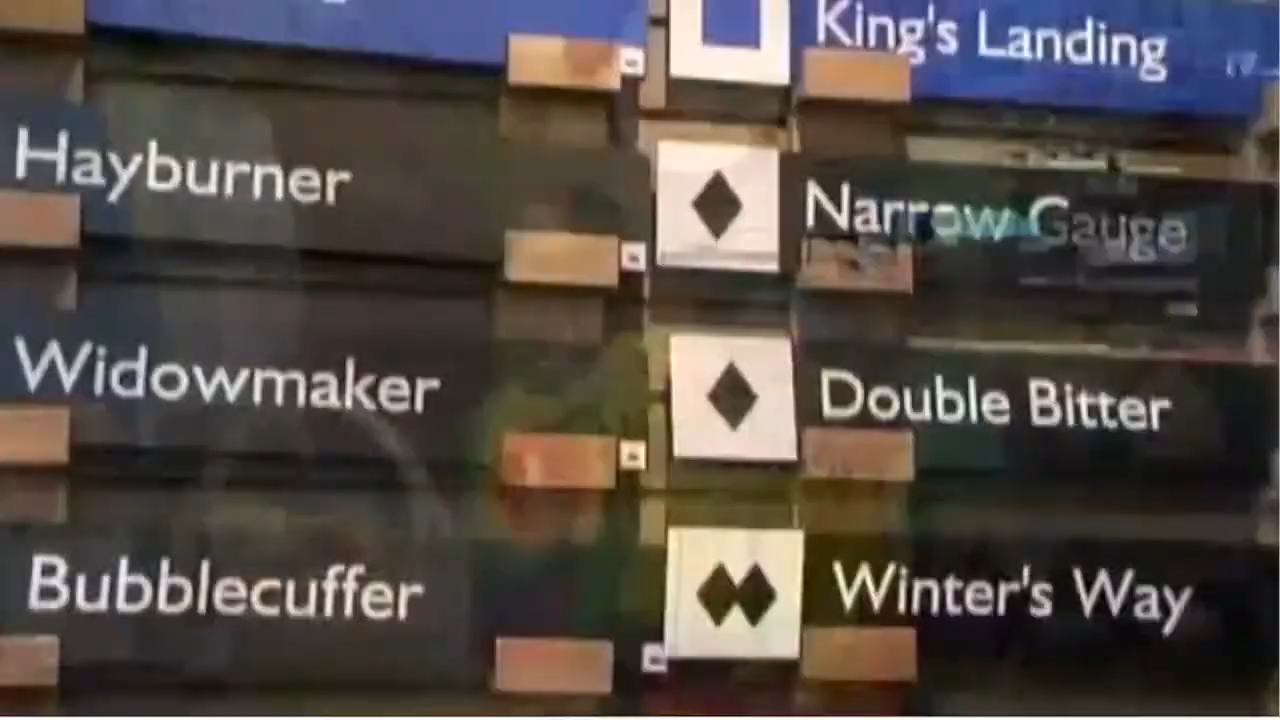 King's Landing
Hayburner
Narrow Gauge
Widowmaker
Double Bitter
Bubblecuffer
Winter's Way